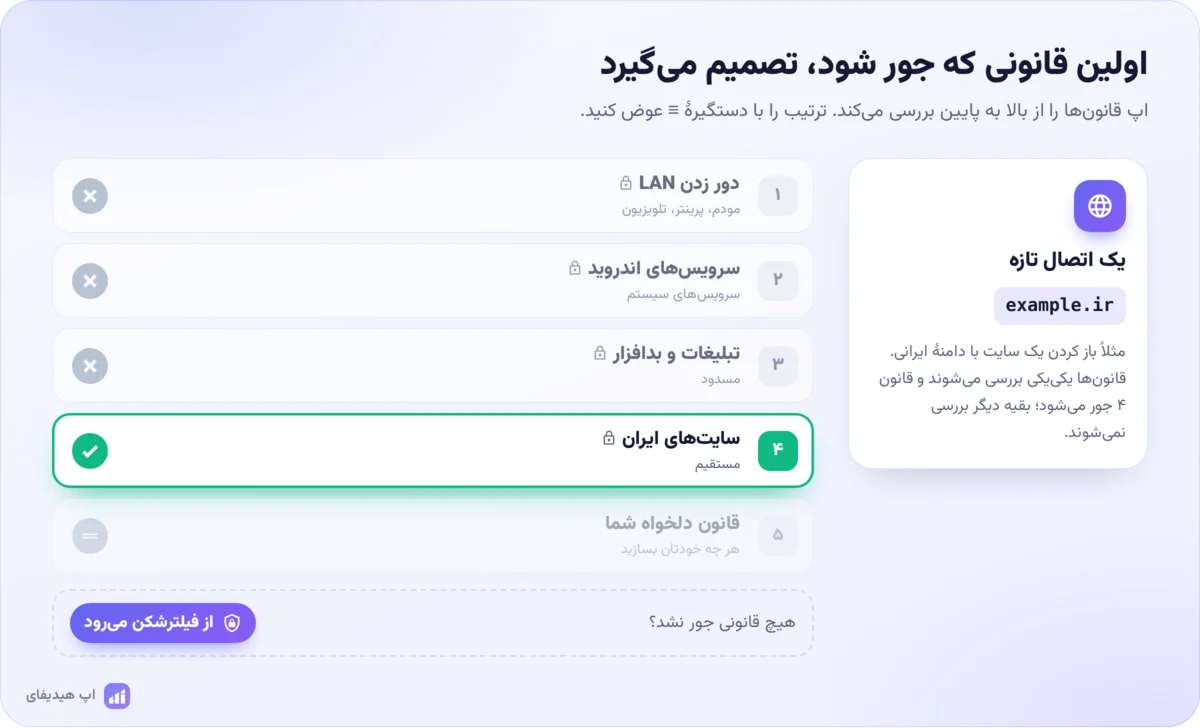 اولین قانونی که جور شود، تصمیم می‌گیرد
اپ قانون‌ها را از بالا به پایین بررسی می‌کند. ترتیب را با دستگیرهٔ ≡ عوض کنید.
یک اتصال تازه
example.ir
مثلاً باز کردن یک سایت با دامنهٔ ایرانی.
قانون‌ها یکی‌یکی بررسی می‌شوند و قانون
۴ جور می‌شود؛ بقیه دیگر بررسی
نمی‌شوند.
۱
دور زدن LAN
مودم، پرینتر، تلویزیون
۲
سرویس‌های اندروید
سرویس‌های سیستم
۳
تبلیغات و بدافزار
مسدود
۴
سایت‌های ایران
مستقیم
۵
قانون دلخواه شما
هر چه خودتان بسازید
هیچ قانونی جور نشد؟
از فیلترشکن می‌رود
اپ هیدیفای